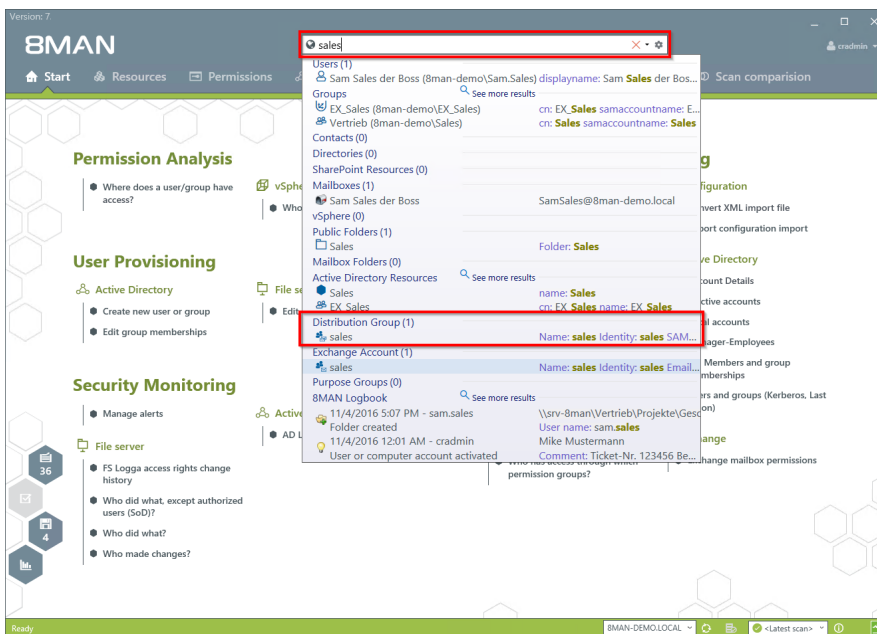 Version: 7.
8MAN
sales
cradmin
Start Resources Permissions Scan comparision
Users (1)
Sam Sales der Boss (8man-demo\Sam.Sales) displayname: Sam Sales der Bos...
Groups See more results
EX_Sales (8man-demo\EX_Sales) cn: EX_Sales samaccountname: E...
Vertrieb (8man-demo\Sales) cn: Sales samaccountname: Sales
Contacts (0)
Directories (0)
SharePoint Resources (0)
Mailboxes (1)
Sam Sales der Boss SamSales@8man-demo.local
vSphere (0)
Public Folders (1)
Sales Folder: Sales
Mailbox Folders (0)
Active Directory Resources See more results
Sales name: Sales
EX_Sales cn: EX_Sales name: EX_Sales
Distribution Group (1)
sales Name: sales Identity: sales SAM...
Exchange Account (1)
sales Name: sales Identity: sales Email...
Purpose Groups (0)
8MAN Logbook See more results
11/4/2016 5:07 PM - sam.sales \\srv-8man\Vertrieb\Projekte\Gesc
Folder created User name: sam.sales
11/4/2016 12:01 AM - cradmin Mike Mustermann
User or computer account activated Comment: Ticket-Nr. 123456 Be...
Permission Analysis
Where does a user/group have
access?
vSphe
Who
User Provisioning
Active Directory
Create new user or group
Edit group memberships
File se
Edit
Security Monitoring
Manage alerts
File server
FS Logga access rights change
history
Who did what, except authorized
users (SoD)?
Who did what?
Who made changes?
Active
AD L
Who has access through which
permission groups?
g
figuration
nvert XML import file
port configuration import
ve Directory
count Details
ctive accounts
al accounts
nager-Employees
Members and group
mberships
ers and groups (Kerberos, Last
on)
ange
change mailbox permissions
36
4
Ready
8MAN-DEMO.LOCAL
<Latest scan>